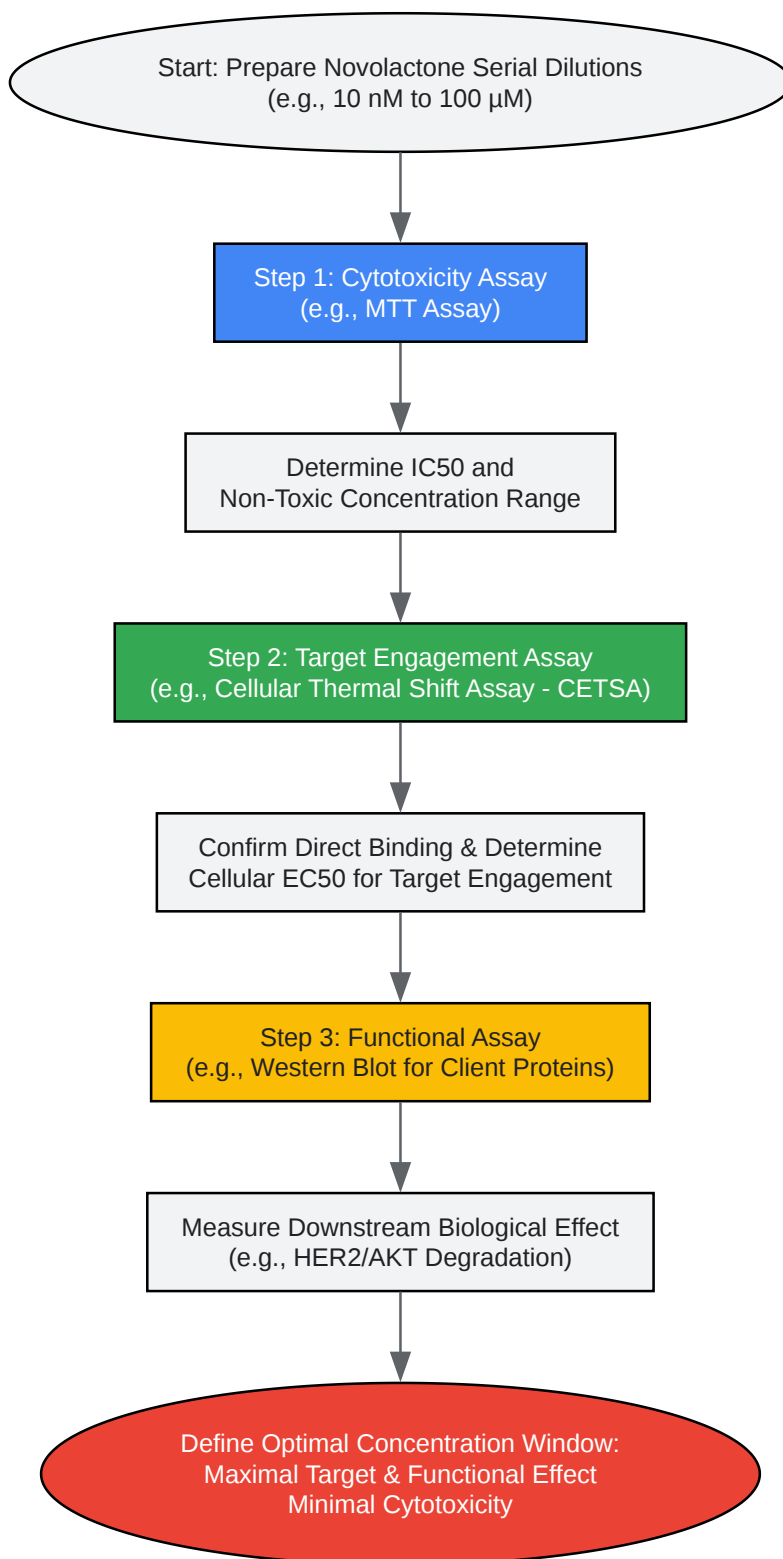 Start: Prepare Novolactone Serial Dilutions
(e.g., 10 nM to 100 µM)
Step 1: Cytotoxicity Assay
(e.g., MTT Assay)
Determine IC50 and
Non-Toxic Concentration Range
Step 2: Target Engagement Assay
(e.g., Cellular Thermal Shift Assay - CETSA)
Confirm Direct Binding & Determine
Cellular EC50 for Target Engagement
Step 3: Functional Assay
(e.g., Western Blot for Client Proteins)
Measure Downstream Biological Effect
(e.g., HER2/AKT Degradation)
Define Optimal Concentration Window:
Maximal Target & Functional Effect
Minimal Cytotoxicity